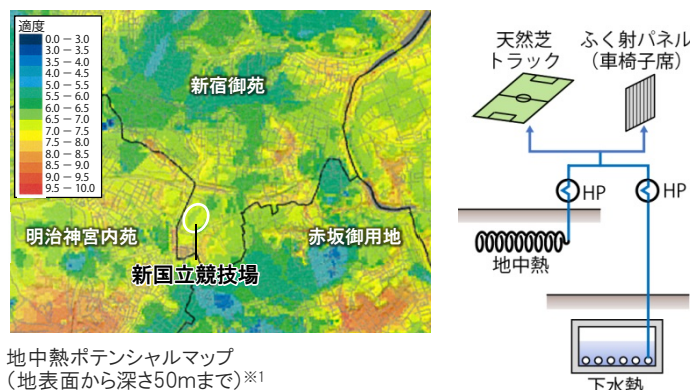 適度
0.0 − 3.0
3.0 − 3.5
3.5 − 4.0
4.0 − 4.5
4.5 − 5.0
5.0 − 5.5
5.5 − 6.0
6.0 − 6.5
6.5 − 7.0
7.0 − 7.5
7.5 − 8.0
8.0 − 8.5
8.5 − 9.0
9.0 − 9.5
9.5 − 10.0
新宿御苑
明治神宮内苑
赤坂御用地
新国立競技場
地中熱ポテンシャルマップ
(地表面から深さ50mまで)※1
天然芝
トラック
ふく射パネル
(車椅子席)
HP
HP
地中熱
下水熱